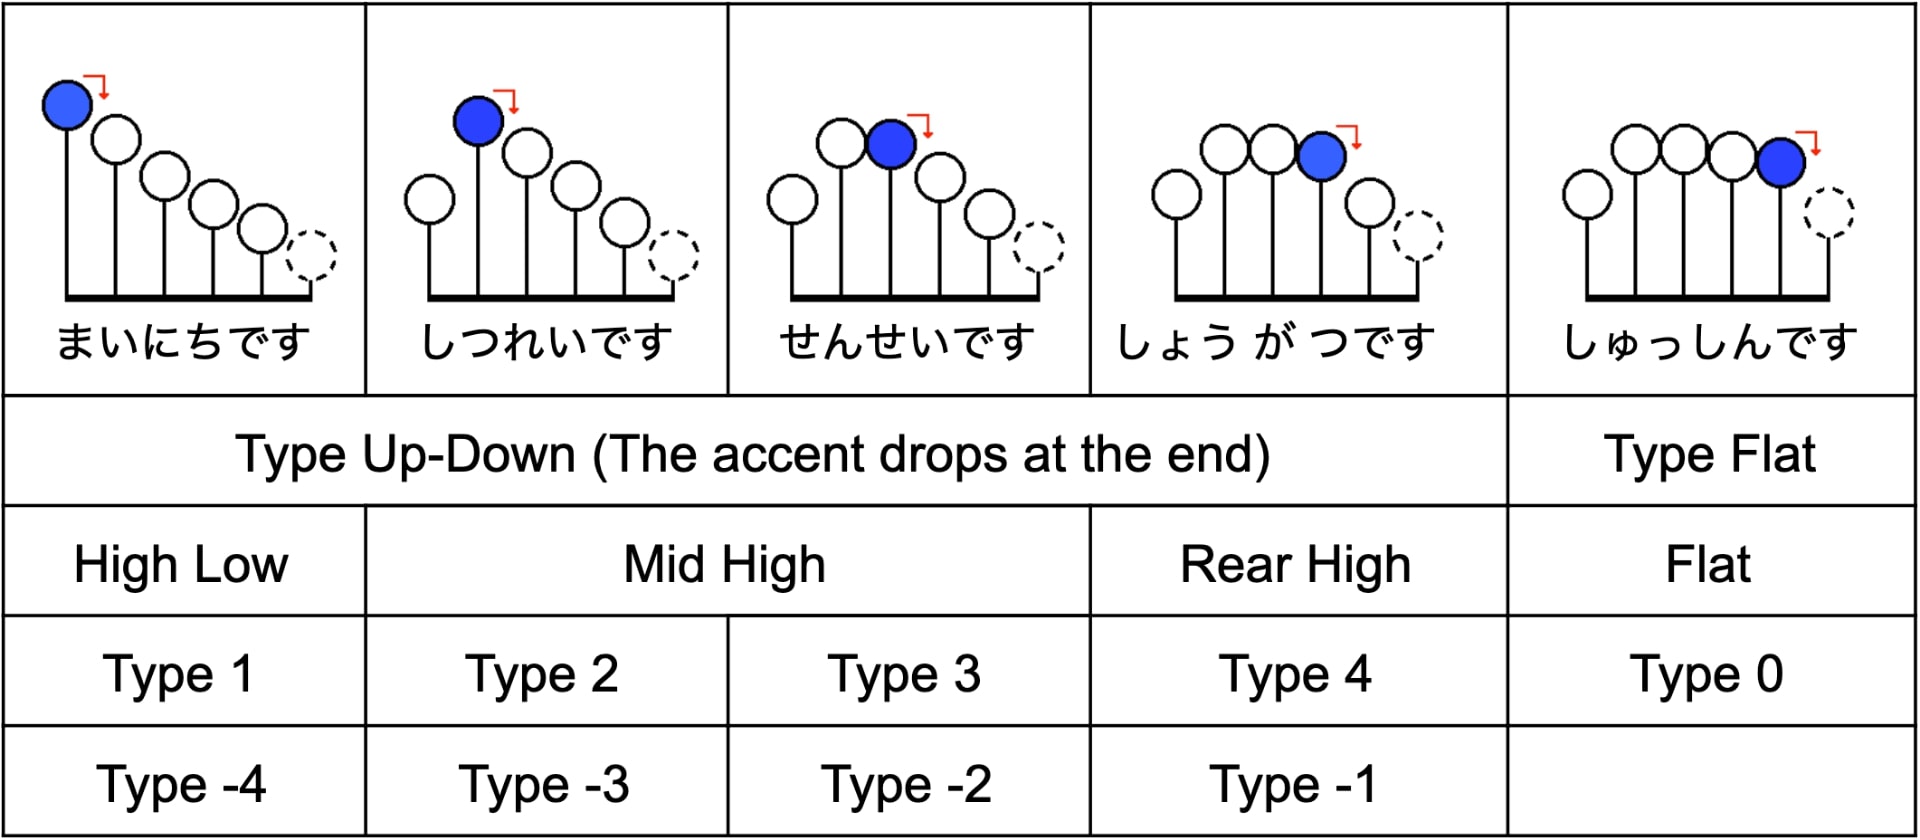 まいにちです
しつれいです
せんせいです
しょう が つです
しゅっしんです
Type Up-Down (The accent drops at the end)
Type Flat
High Low
Mid High
Rear High
Flat
Type 1
Type 2
Type 3
Type 4
Type 0
Type -4
Type -3
Type -2
Type -1